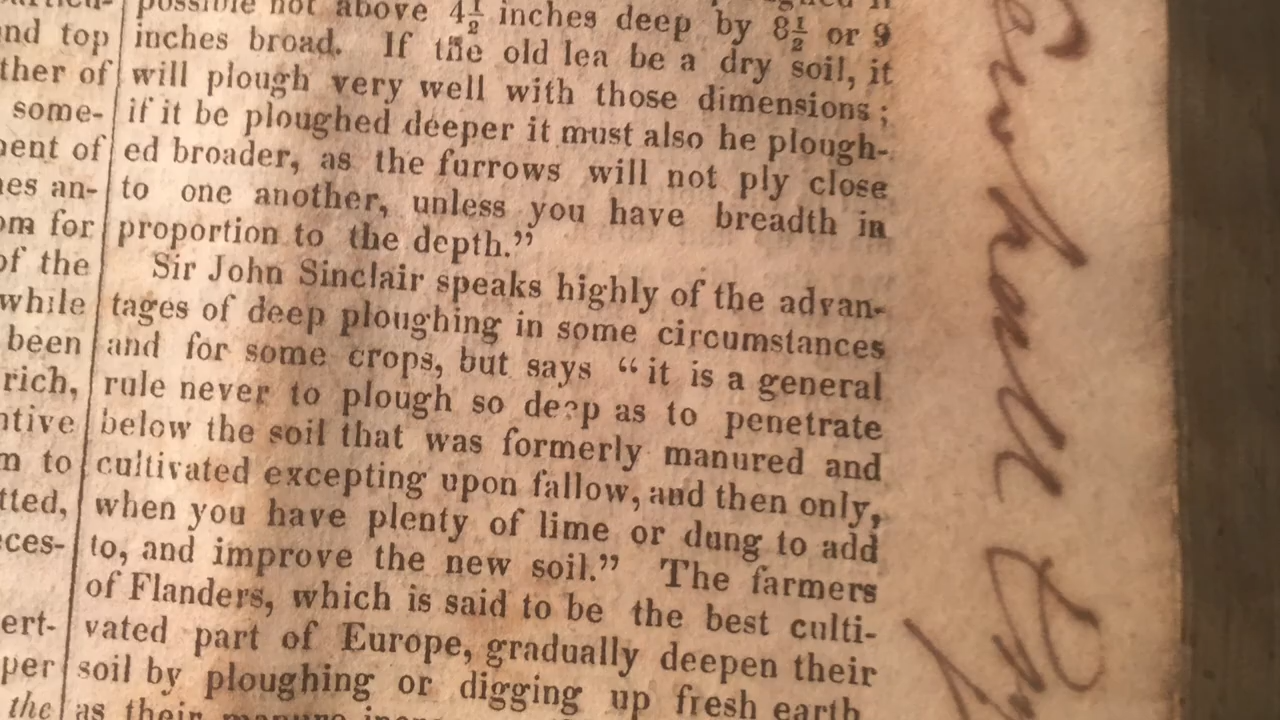 nd top
ther of
some-
of
es an-
for
of the
while
been
rich,
to
tted,
ert-
per
the
possible not above 4½ inches deep by 8½ or 9
inches broad. If the old lea be a dry soil, it
will plough very well with those dimensions ;
if it be ploughed deeper it must also he plough-
ed broader, as the furrows will not ply close
to one another, unless you have breadth in
proportion to the depth.”
Sir John Sinclair speaks highly of the advan-
tages of deep ploughing in some circumstances
and for some crops, but says “it is a general
rule never to plough so deep as to penetrate
below the soil that was formerly manured and
cultivated excepting upon fallow, and then only,
when you have plenty of lime or dung to add
to, and improve the new soil.” The farmers
of Flanders, which is said to be the best culti-
vated part of Europe, gradually deepen their
soil by ploughing or digging up fresh earth
as their manure